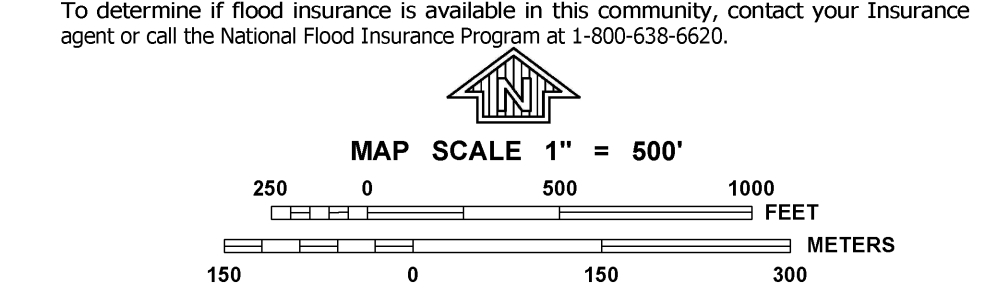 To determine if flood insurance is available in this community, contact your Insurance
agent or call the National Flood Insurance Program at 1-800-638-6620.
N
MAP SCALE 1" = 500'
250 0 500 1000
FEET
METERS
150 0 150 300